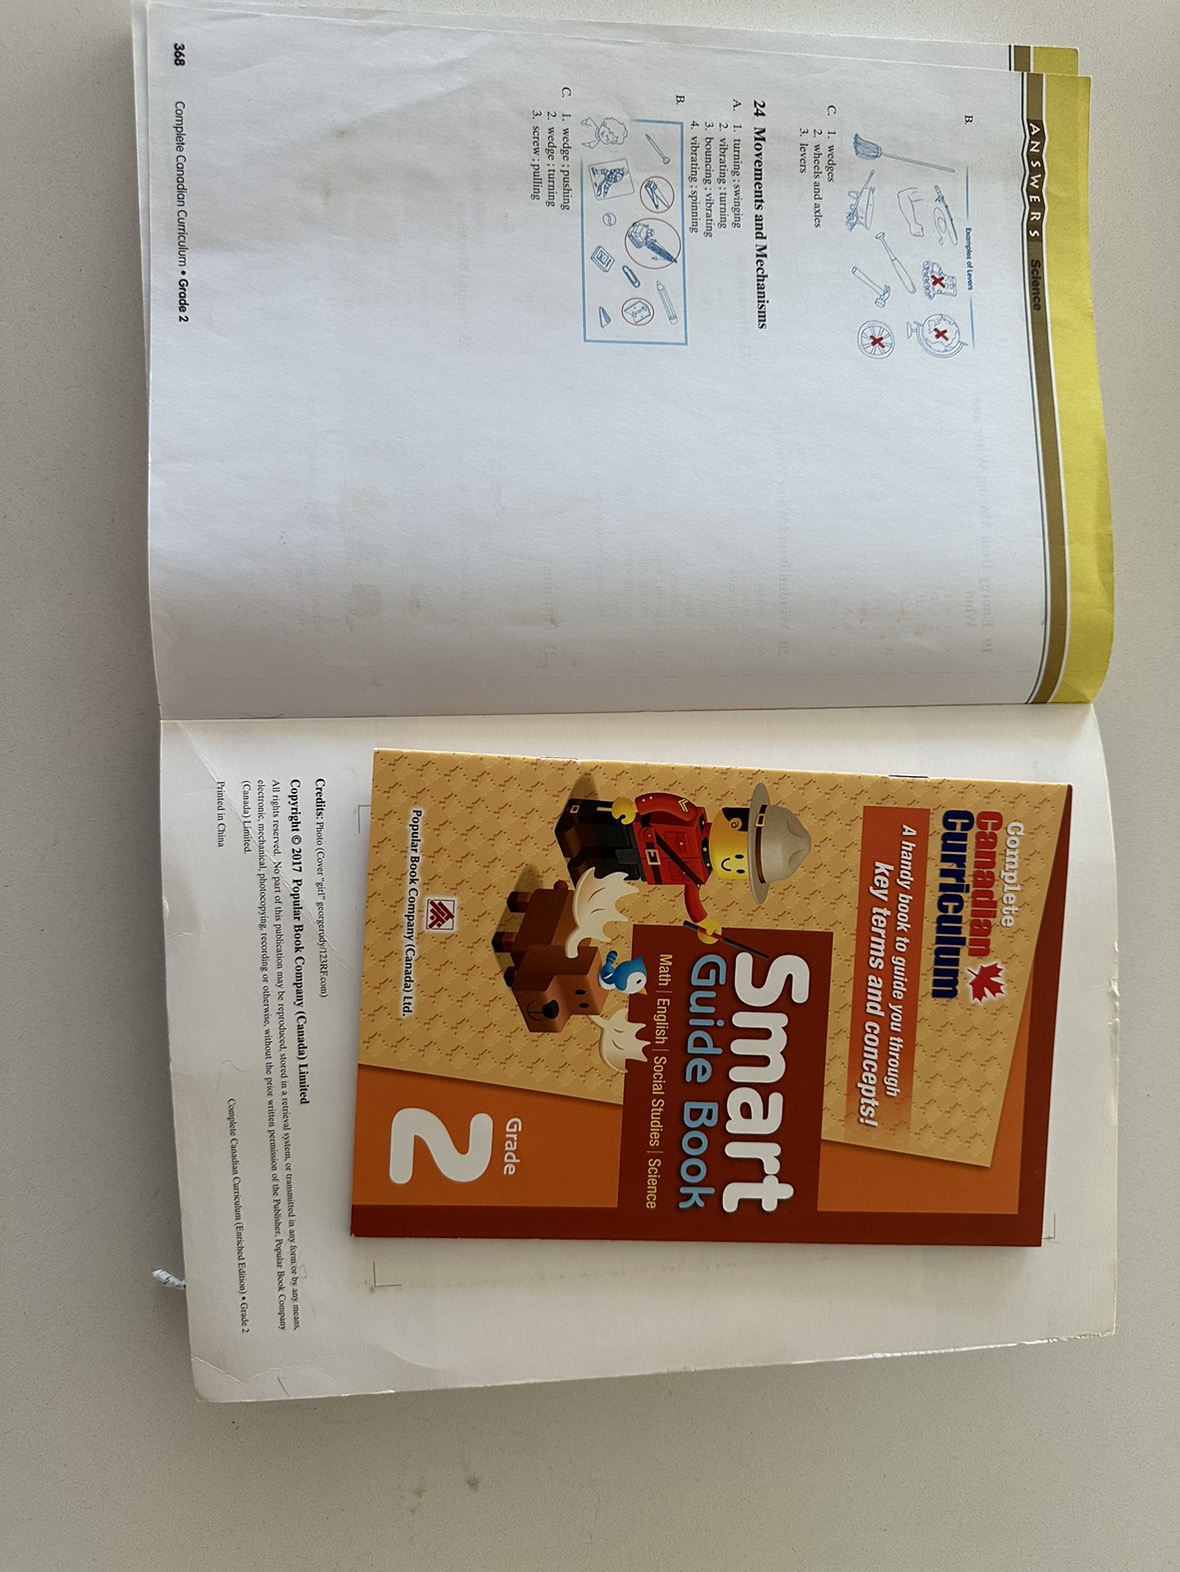 ANSWERS Science
B.
Examples of Levers
C. 1. wedges
2. wheels and axles
3. levers
24 Movements and Mechanisms
A. 1. turning ; swinging
2. vibrating ; turning
3. bouncing ; vibrating
4. vibrating ; spinning
B.
C. 1. wedge ; pushing
2. wedge ; turning
3. screw ; pulling
368 Complete Canadian Curriculum • Grade 2
Complete
Canadian
Curriculum
A handy book to guide you through
key terms and concepts!
Smart
Guide Book
Math | English | Social Studies | Science
Grade
2
Popular Book Company (Canada) Ltd.
Credits: Photo (Cover "girl" georgerudy/123RF.com)
Copyright © 2017 Popular Book Company (Canada) Limited
All rights reserved. No part of this publication may be reproduced, stored in a retrieval system, or transmitted in any form or by any means,
electronic, mechanical, photocopying, recording or otherwise, without the prior written permission of the Publisher, Popular Book Company
(Canada) Limited.
Printed in China
Complete Canadian Curriculum (Enriched Edition) • Grade 2